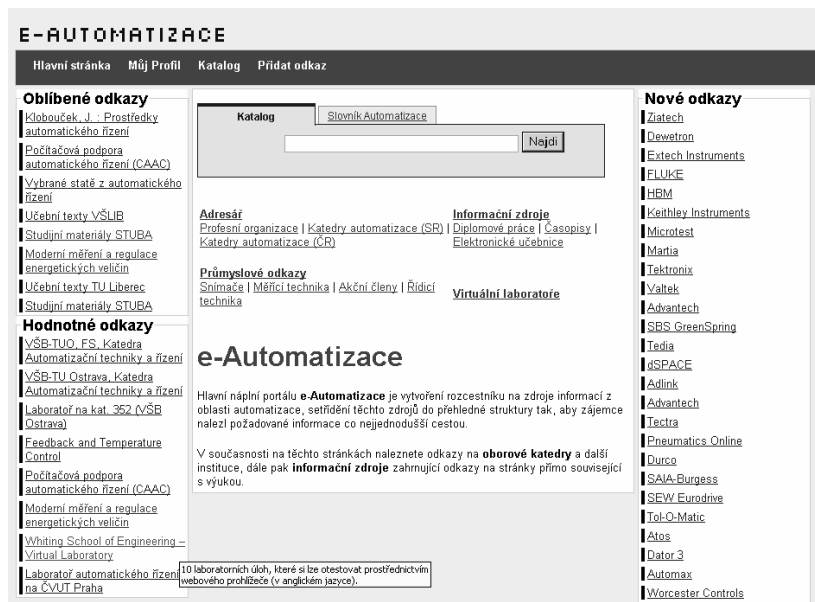 E-AUTOMATIZACE
Hlavní stránka Můj Profil Katalog Přidat odkaz
Oblíbené odkazy
Klobouček, J. : Prostředky
automatického řízení
Počítačová podpora
automatického řízení (CAAC)
Vybrané statě z automatického
řízení
Učební texty VŠLIB
Studijní materiály STUBA
Moderní měření a regulace
energetických veličin
Učební texty TU Liberec
Studijní materiály STUBA
Hodnotné odkazy
VŠB-TUO, FS, Katedra
Automatizační techniky a řízení
VŠB-TU Ostrava, Katedra
Automatizační techniky a řízení
Laboratoř na kat. 352 (VŠB
Ostrava)
Feedback and Temperature
Control
Počítačová podpora
automatického řízení (CAAC)
Moderní měření a regulace
energetických veličin
Whiting School of Engineering –
Virtual Laboratory
Laboratoř automatického řízení
na ČVUT Praha
Katalog Slovník Automatizace
Najdi
Adresář
Profesní organizace | Katedry automatizace (SR) |
Katedry automatizace (ČR)
Informační zdroje
Diplomové práce | Časopisy |
Elektronické učebnice
Průmyslové odkazy
Snímače | Měřící technika | Akční členy | Řídicí
technika
Virtuální laboratoře
e-Automatizace
Hlavní náplní portálu e-Automatizace je vytvoření rozcestníku na zdroje informací z
oblasti automatizace, setřídění těchto zdrojů do přehledné struktury tak, aby zájemce
nalezl požadované informace co nejjednodušší cestou.
V současnosti na těchto stránkách naleznete odkazy na oborové katedry a další
instituce, dále pak informační zdroje zahrnující odkazy na stránky přímo související
s výukou.
10 laboratorních úloh, které si lze otestovat prostřednictvím
webového prohlížeče (v anglickém jazyce).
Nové odkazy
Ziatech
Dewetron
Extech Instruments
FLUKE
HBM
Keithley Instruments
Microtest
Martia
Tektronix
Valtek
Advantech
SBS GreenSpring
Tedia
dSPACE
Adlink
Advantech
Tectra
Pneumatics Online
Durco
SAIA-Burgess
SEW Eurodrive
Tol-O-Matic
Atos
Dator 3
Automax
Worcester Controls